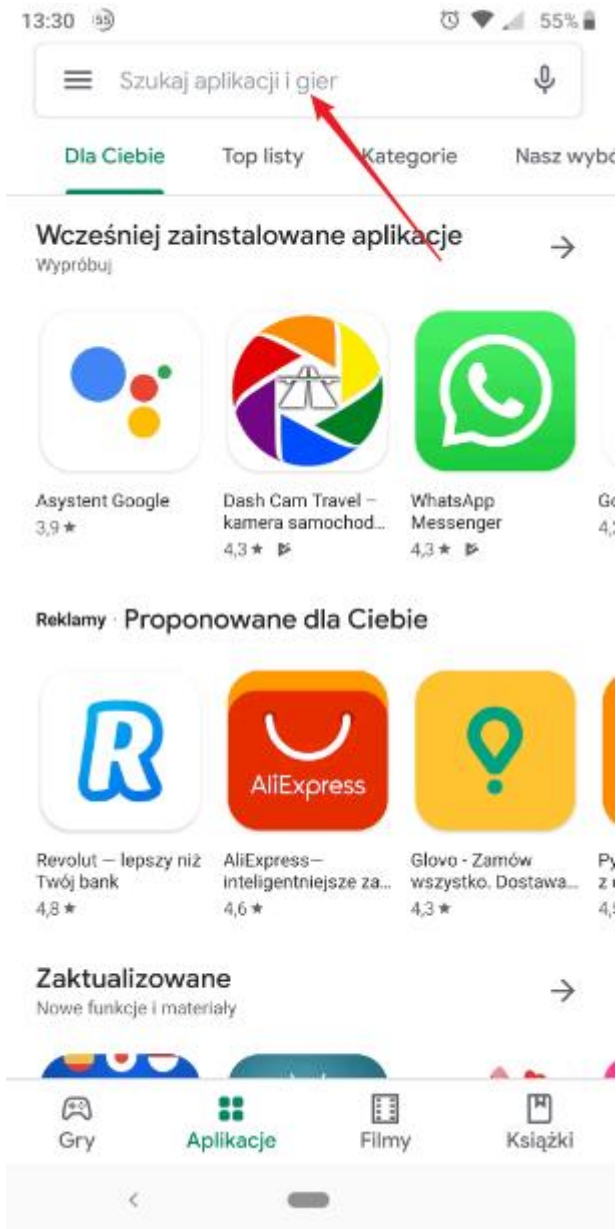 13:30 55 55%
Szukaj aplikacji i gier
Dla Ciebie Top listy Kategorie Nasz wybó
Wcześniej zainstalowane aplikacje
Wypróbuj
Asystent Google
3,9 ★
Dash Cam Travel –
kamera samochod...
4,3 ★
WhatsApp
Messenger
4,3 ★
Reklamy · Proponowane dla Ciebie
R
AliExpress
Revolut — lepszy niż
Twój bank
4,8 ★
AliExpress—
inteligentniejsze za...
4,6 ★
Glovo - Zamów
wszystko. Dostawa...
4,3 ★
Zaktualizowane
Nowe funkcje i materiały
Gry Aplikacje Filmy Książki